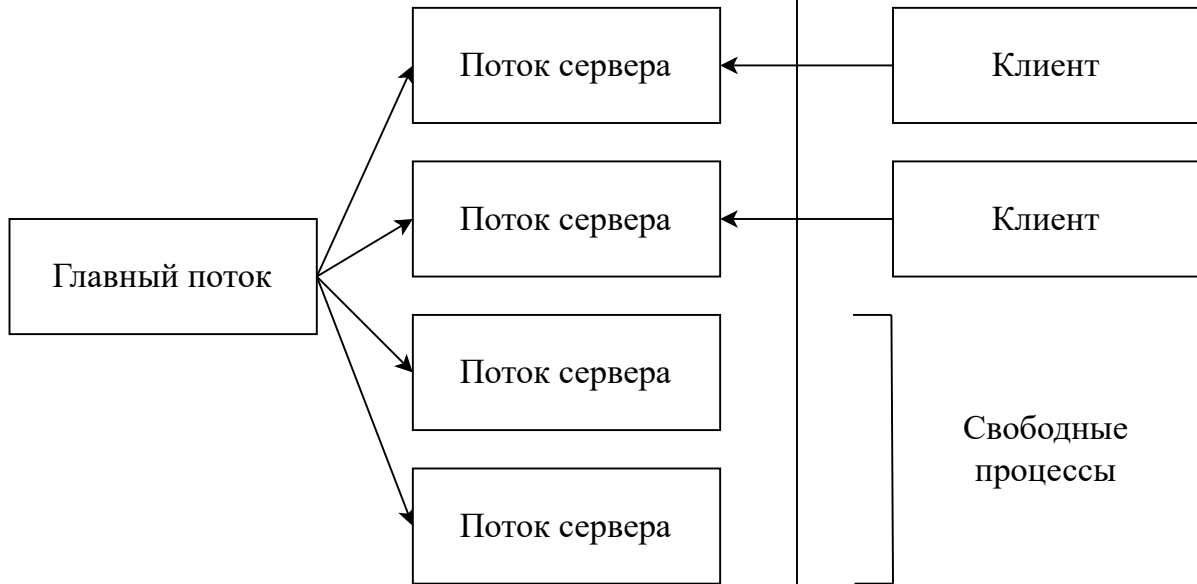 Поток сервера
Клиент
Поток сервера
Клиент
Главный поток
Поток сервера
Свободные
процессы
Поток сервера